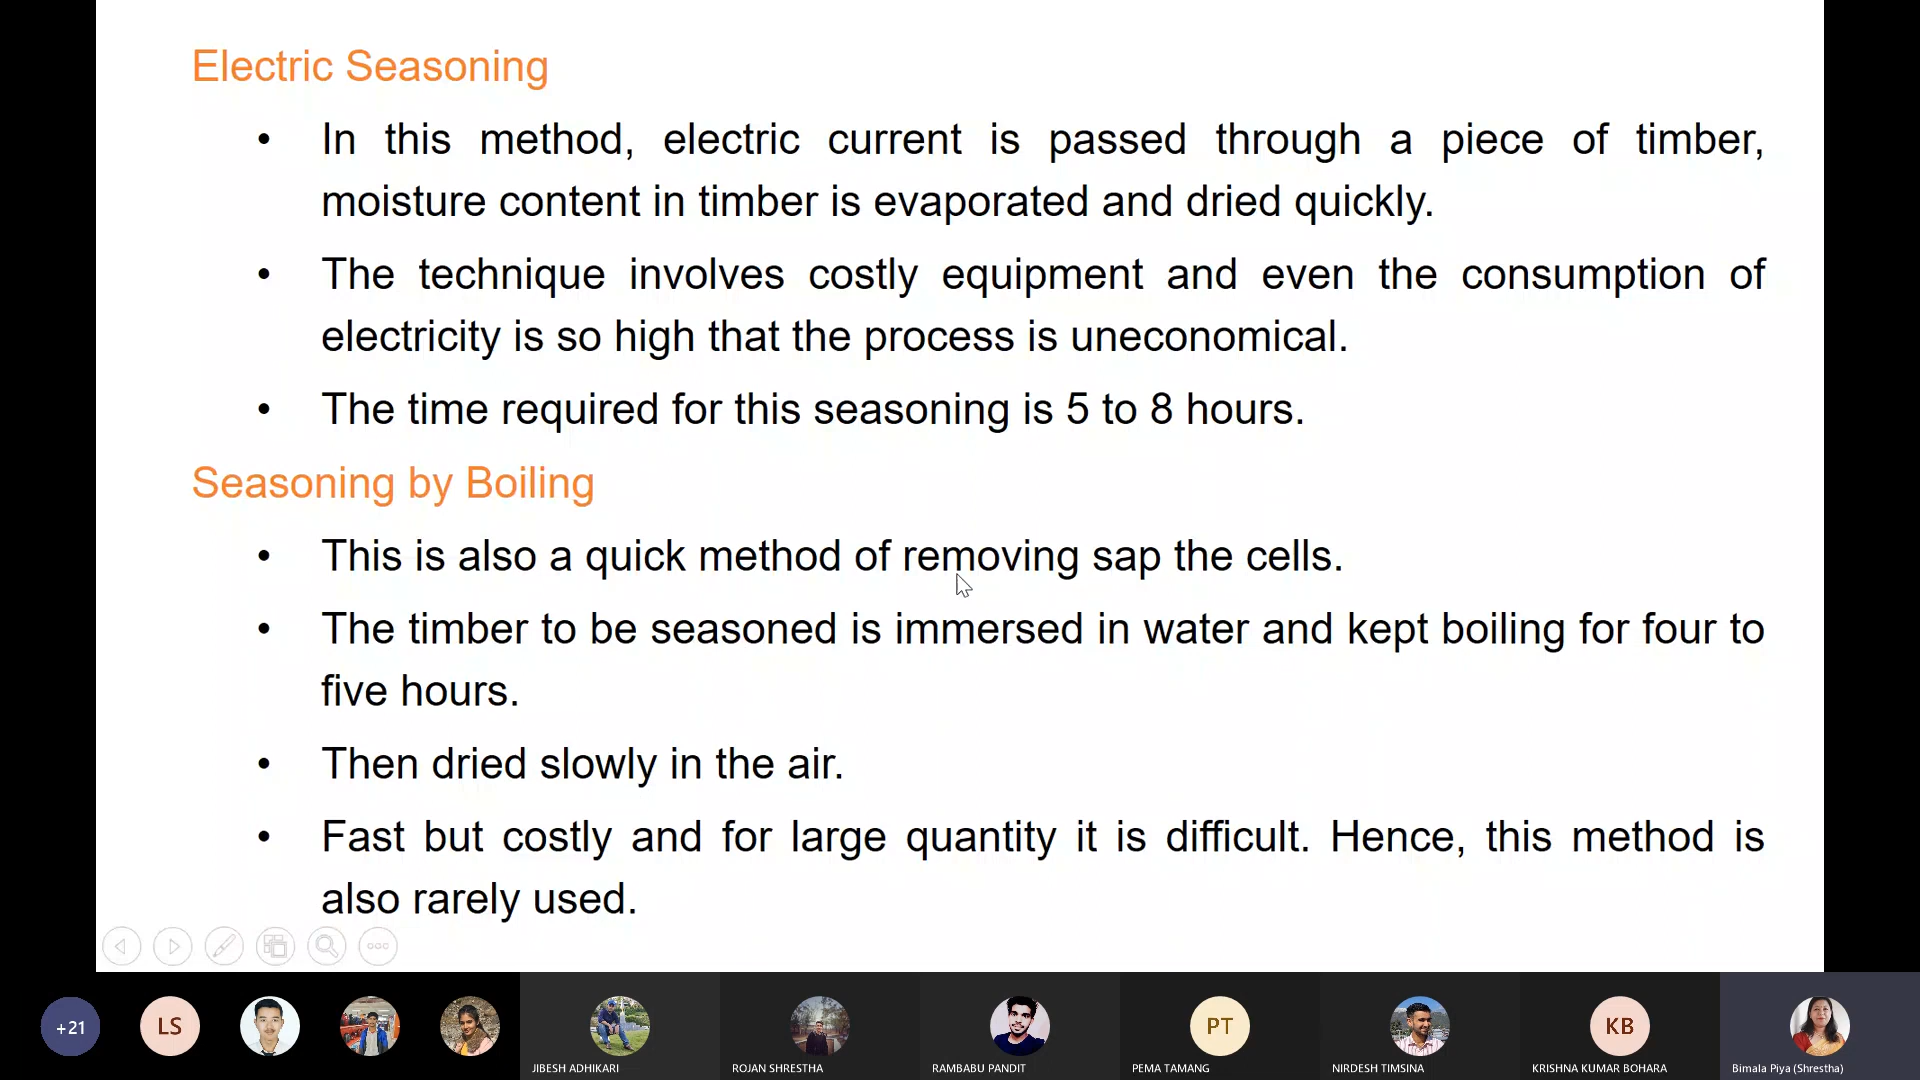 Electric Seasoning
• In this method, electric current is passed through a piece of timber,
moisture content in timber is evaporated and dried quickly.
• The technique involves costly equipment and even the consumption of
electricity is so high that the process is uneconomical.
• The time required for this seasoning is 5 to 8 hours.
Seasoning by Boiling
• This is also a quick method of removing sap the cells.
• The timber to be seasoned is immersed in water and kept boiling for four to
five hours.
• Then dried slowly in the air.
• Fast but costly and for large quantity it is difficult. Hence, this method is
also rarely used.
+21
LS
PT
KB
JIBESH ADHIKARI
ROJAN SHRESTHA
RAMBABU PANDIT
PEMA TAMANG
NIRDESH TIMSINA
KRISHNA KUMAR BOHARA
Bimala Piya (Shrestha)